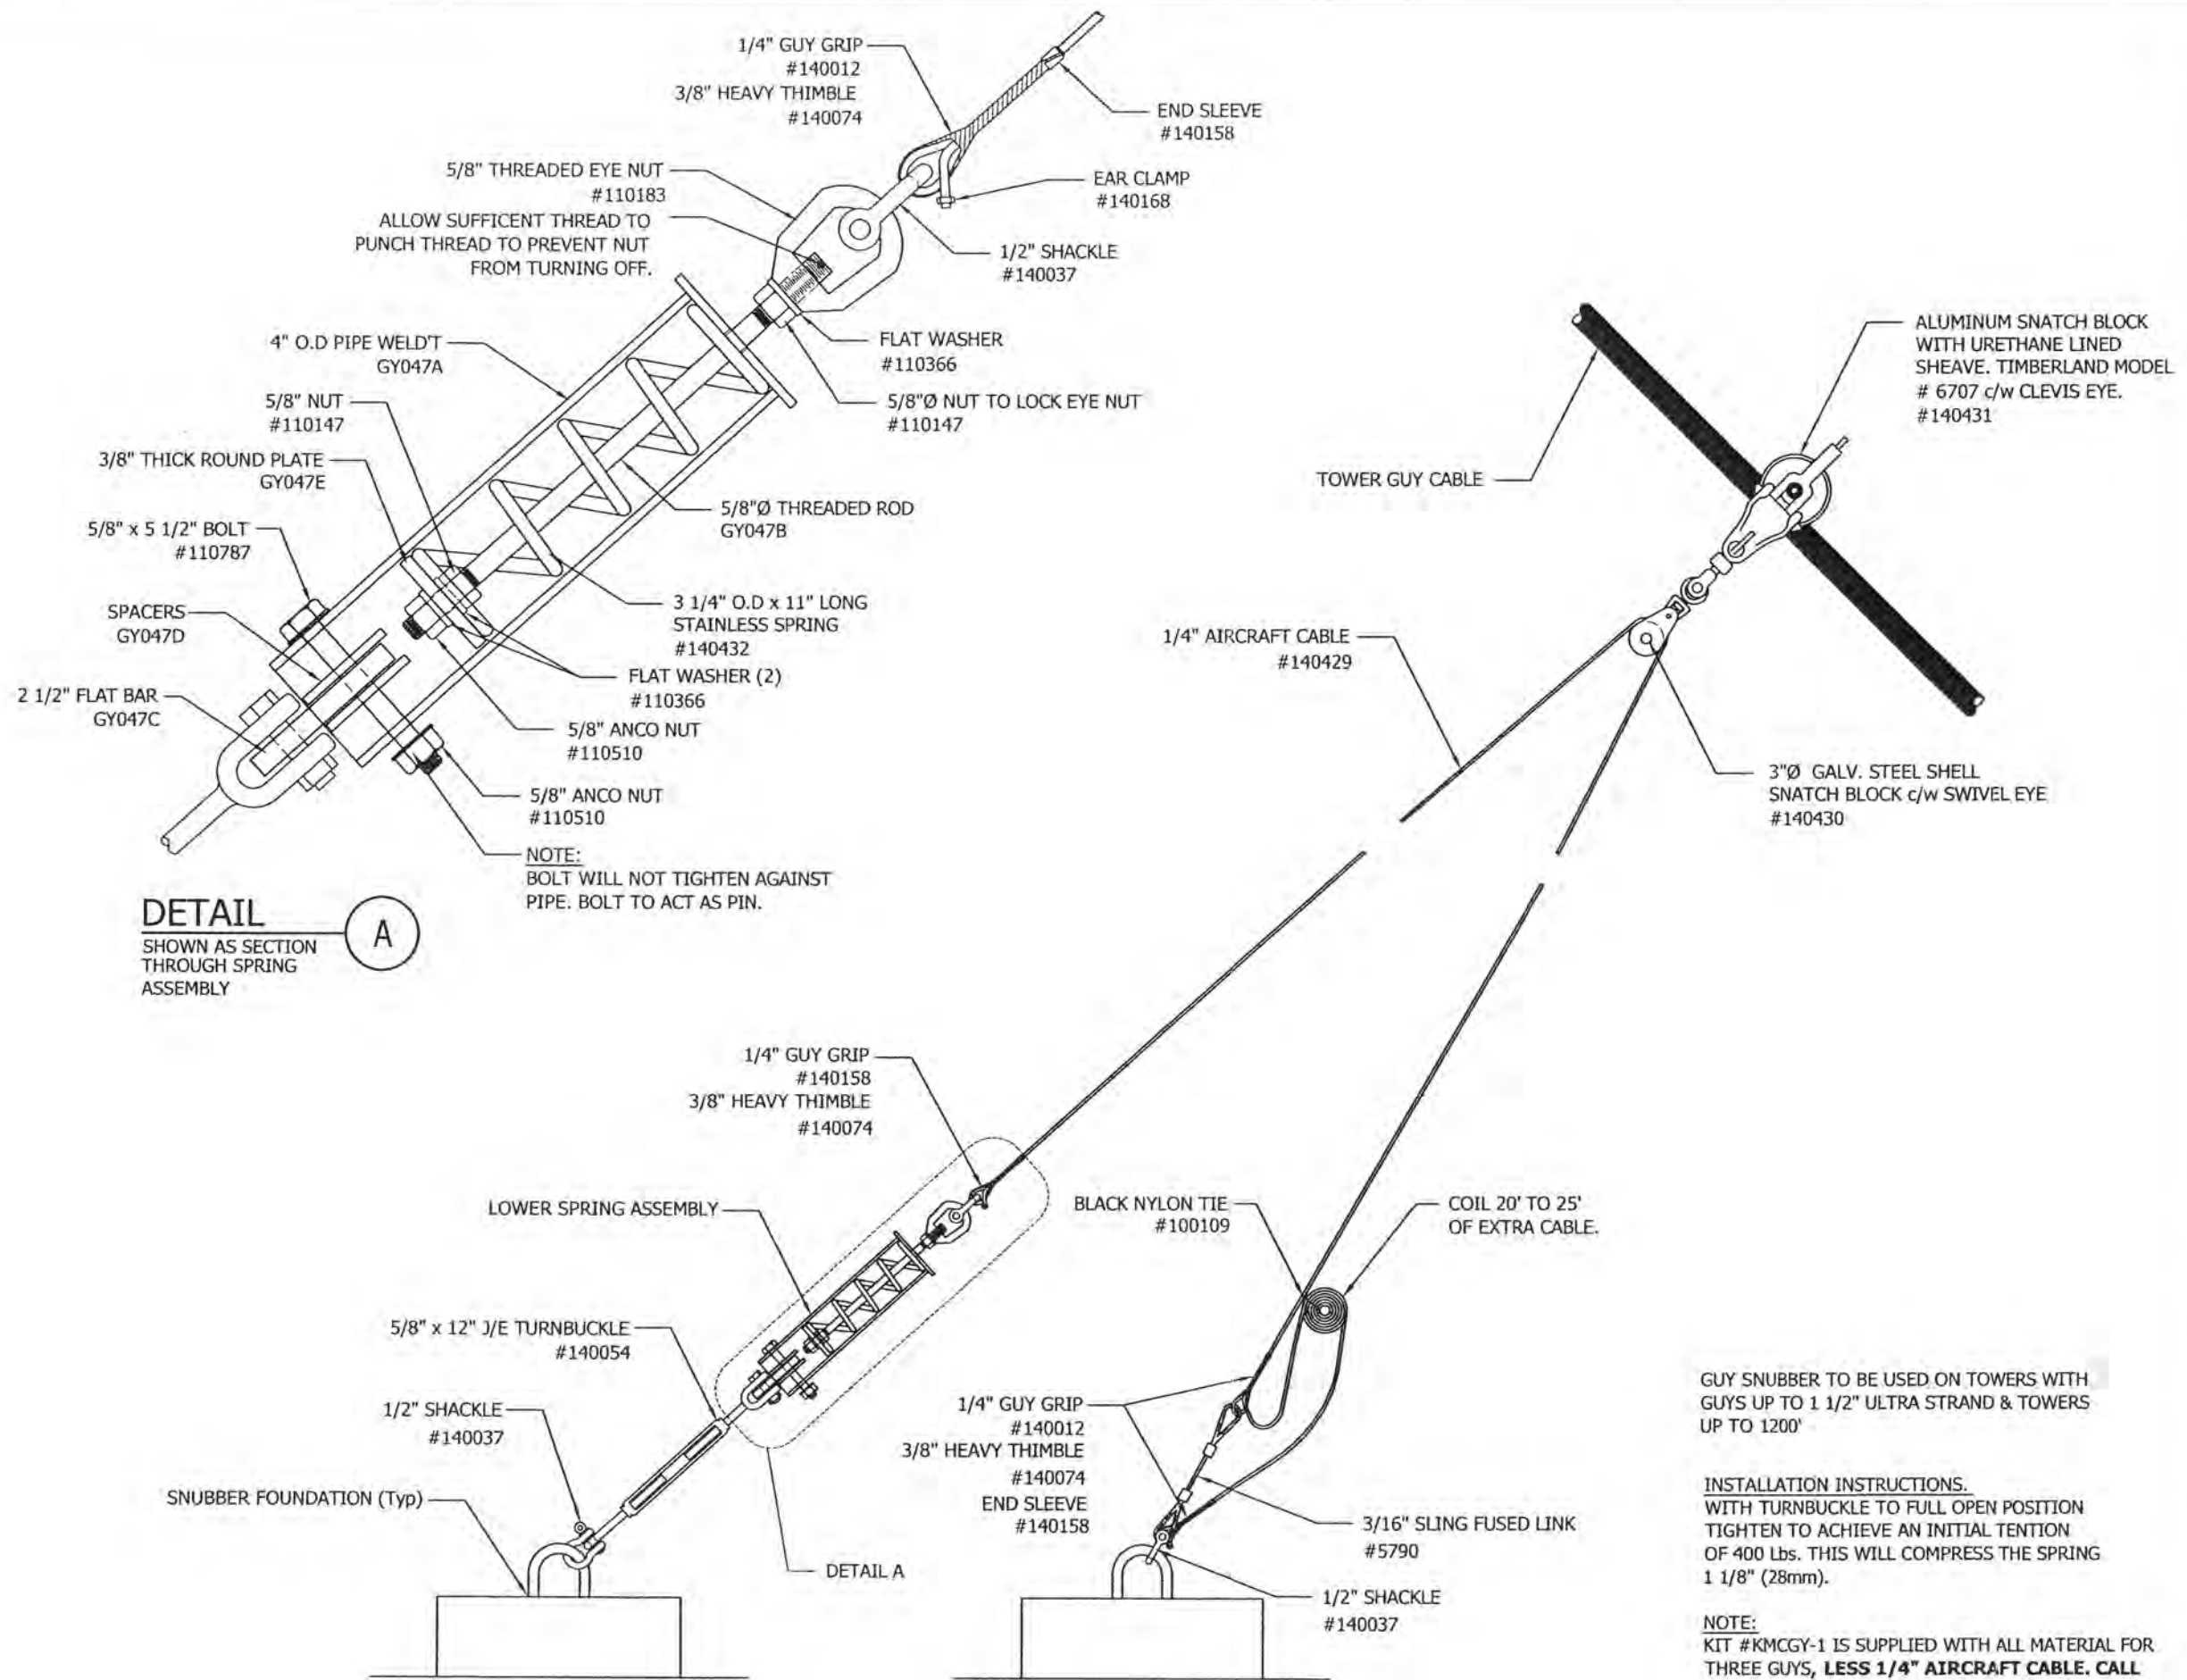 1/4" GUY GRIP
#140012
3/8" HEAVY THIMBLE
#140074
END SLEEVE
#140158
5/8" THREADED EYE NUT
#110183
EAR CLAMP
#140168
ALLOW SUFFICENT THREAD TO
PUNCH THREAD TO PREVENT NUT
FROM TURNING OFF.
1/2" SHACKLE
#140037
4" O.D PIPE WELD'T
GY047A
FLAT WASHER
#110366
5/8" NUT
#110147
5/8"Ø NUT TO LOCK EYE NUT
#110147
3/8" THICK ROUND PLATE
GY047E
5/8"Ø THREADED ROD
GY047B
5/8" x 5 1/2" BOLT
#110787
3 1/4" O.D x 11" LONG
STAINLESS SPRING
#140432
SPACERS
GY047D
FLAT WASHER (2)
#110366
2 1/2" FLAT BAR
GY047C
5/8" ANCO NUT
#110510
5/8" ANCO NUT
#110510
NOTE:
BOLT WILL NOT TIGHTEN AGAINST
PIPE. BOLT TO ACT AS PIN.
DETAIL
A
SHOWN AS SECTION
THROUGH SPRING
ASSEMBLY
ALUMINUM SNATCH BLOCK
WITH URETHANE LINED
SHEAVE. TIMBERLAND MODEL
# 6707 c/w CLEVIS EYE.
#140431
TOWER GUY CABLE
1/4" AIRCRAFT CABLE
#140429
3"Ø GALV. STEEL SHELL
SNATCH BLOCK c/w SWIVEL EYE
#140430
1/4" GUY GRIP
#140158
3/8" HEAVY THIMBLE
#140074
LOWER SPRING ASSEMBLY
BLACK NYLON TIE
#100109
COIL 20' TO 25'
OF EXTRA CABLE.
5/8" x 12" J/E TURNBUCKLE
#140054
1/2" SHACKLE
#140037
1/4" GUY GRIP
#140012
3/8" HEAVY THIMBLE
#140074
END SLEEVE
#140158
SNUBBER FOUNDATION (Typ)
3/16" SLING FUSED LINK
#5790
DETAIL A
1/2" SHACKLE
#140037
GUY SNUBBER TO BE USED ON TOWERS WITH
GUYS UP TO 1 1/2" ULTRA STRAND & TOWERS
UP TO 1200'
INSTALLATION INSTRUCTIONS.
WITH TURNBUCKLE TO FULL OPEN POSITION
TIGHTEN TO ACHIEVE AN INITIAL TENTION
OF 400 Lbs. THIS WILL COMPRESS THE SPRING
1 1/8" (28mm).
NOTE:
KIT #KMCGY-1 IS SUPPLIED WITH ALL MATERIAL FOR
THREE GUYS, LESS 1/4" AIRCRAFT CABLE. CALL